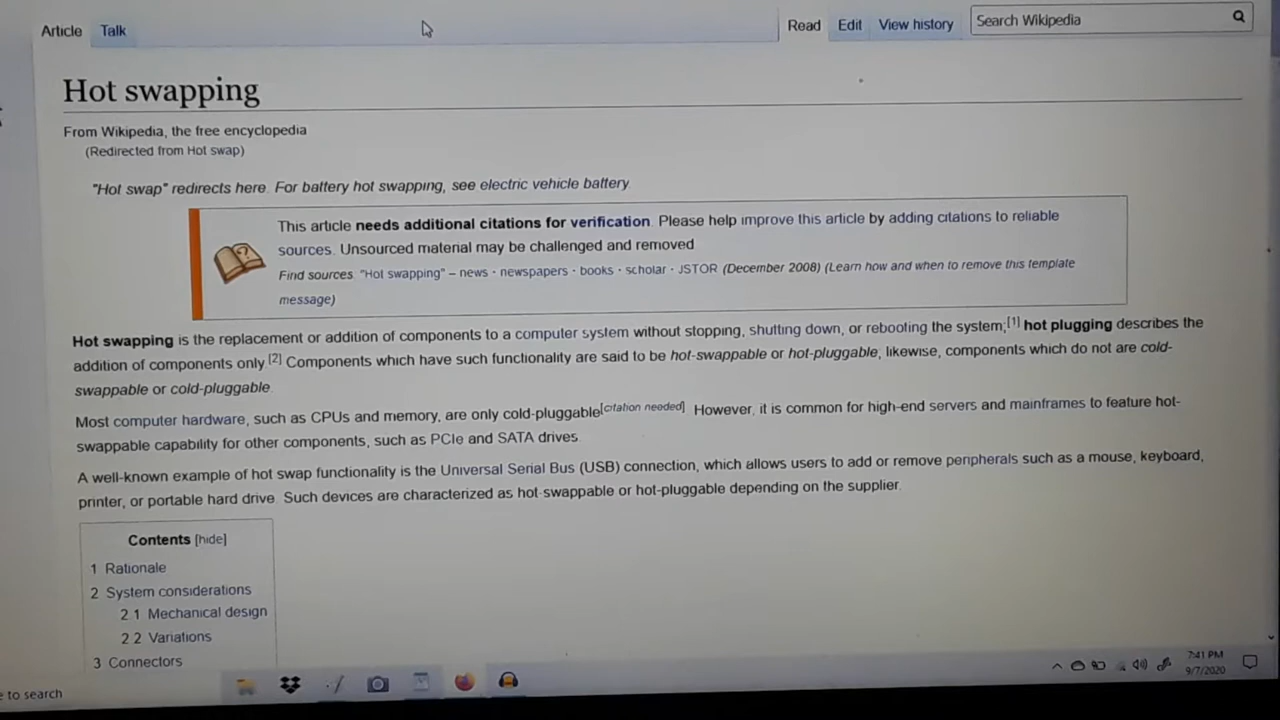 Article Talk Read Edit View history Search Wikipedia
Hot swapping
From Wikipedia, the free encyclopedia
(Redirected from Hot swap)
"Hot swap" redirects here. For battery hot swapping, see electric vehicle battery.
This article needs additional citations for verification. Please help improve this article by adding citations to reliable
sources. Unsourced material may be challenged and removed
Find sources "Hot swapping" – news · newspapers · books · scholar · JSTOR (December 2008) (Learn how and when to remove this template
message)
Hot swapping is the replacement or addition of components to a computer system without stopping, shutting down, or rebooting the system;[1] hot plugging describes the
addition of components only [2] Components which have such functionality are said to be hot-swappable or hot-pluggable, likewise, components which do not are cold-
swappable or cold-pluggable.
Most computer hardware, such as CPUs and memory, are only cold-pluggable[citation needed] However, it is common for high-end servers and mainframes to feature hot-
swappable capability for other components, such as PCIe and SATA drives.
A well-known example of hot swap functionality is the Universal Serial Bus (USB) connection, which allows users to add or remove peripherals such as a mouse, keyboard,
printer, or portable hard drive. Such devices are characterized as hot-swappable or hot-pluggable depending on the supplier.
Contents [hide]
1 Rationale
2 System considerations
2 1 Mechanical design
2 2 Variations
3 Connectors
e to search
7:41 PM
9/7/2020